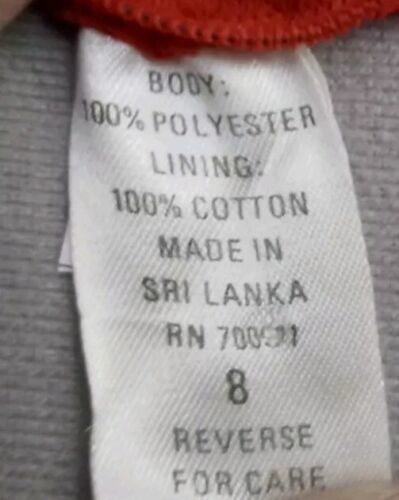 BODY:
100% POLYESTER
LINING:
100% COTTON
MADE IN
SRI LANKA
RN
8
REVERSE
FOR CARE